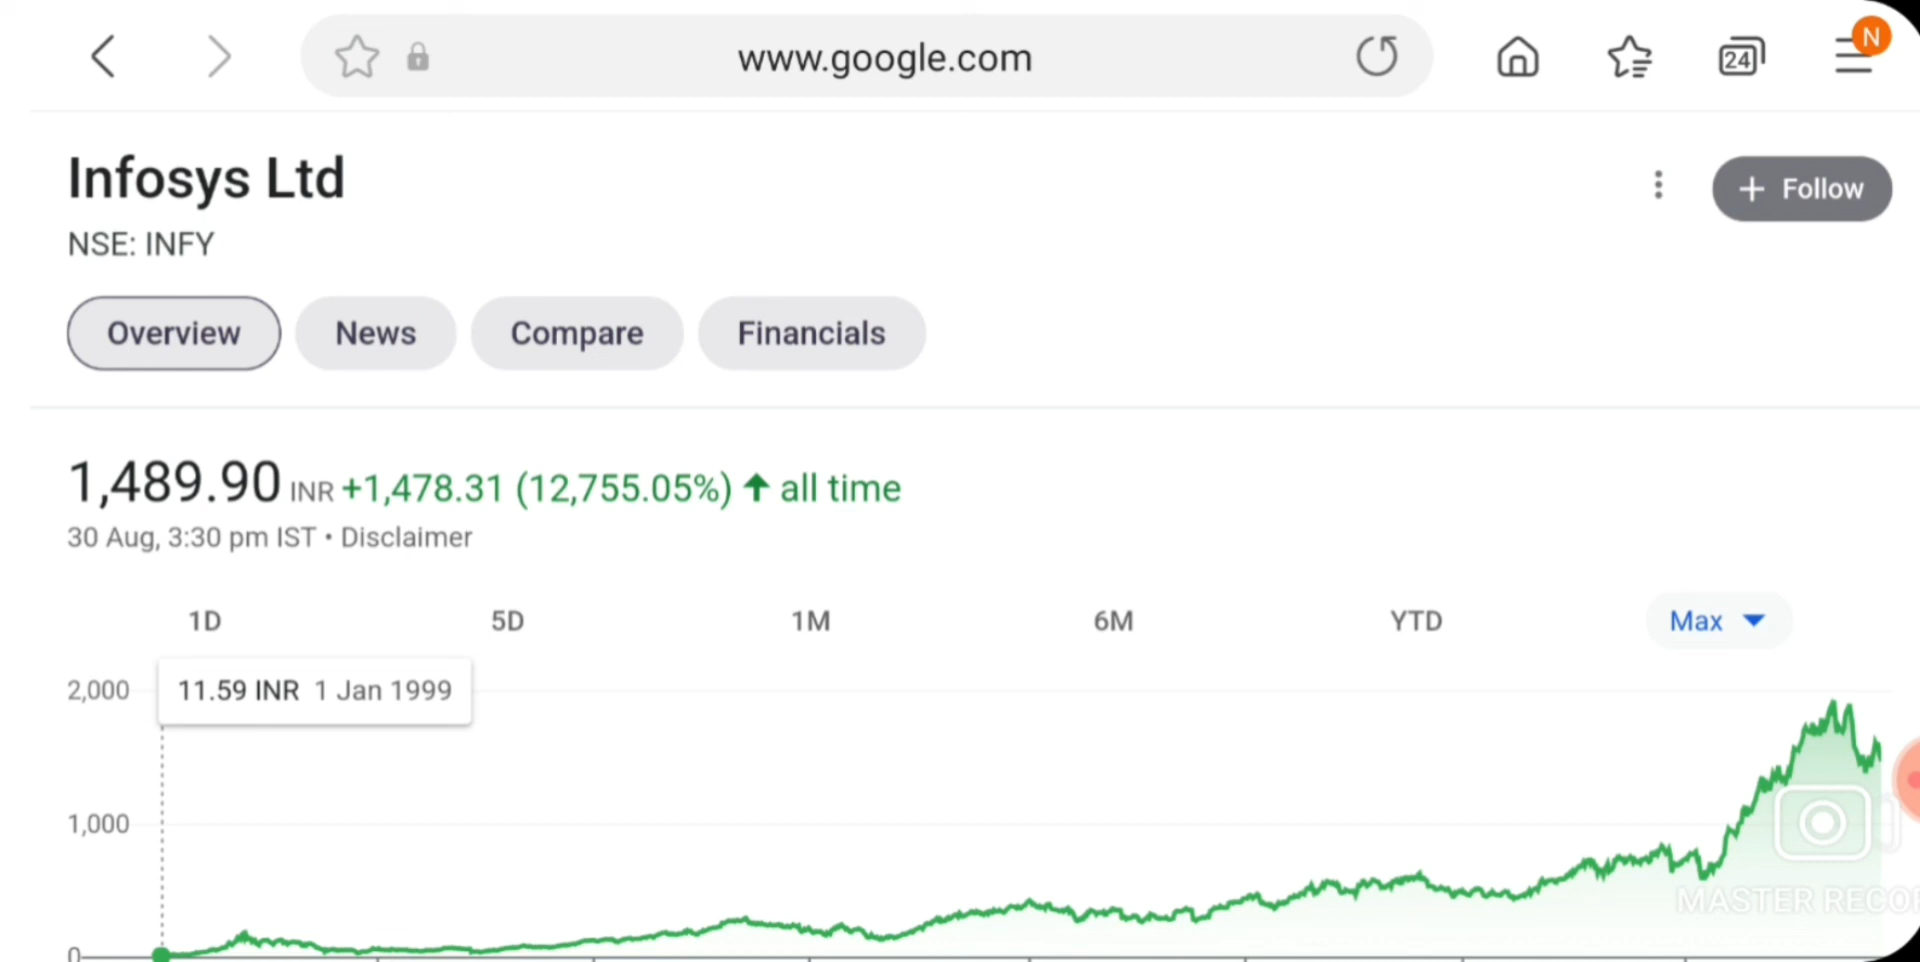 www.google.com
24
N
Infosys Ltd
Follow
NSE: INFY
Overview
News
Compare
Financials
1,489.90 INR +1,478.31 (12,755.05%) ↑ all time
30 Aug, 3:30 pm IST • Disclaimer
1D
5D
1M
6M
YTD
Max
2,000
11.59 INR 1 Jan 1999
1,000
MASTER RECOR
0